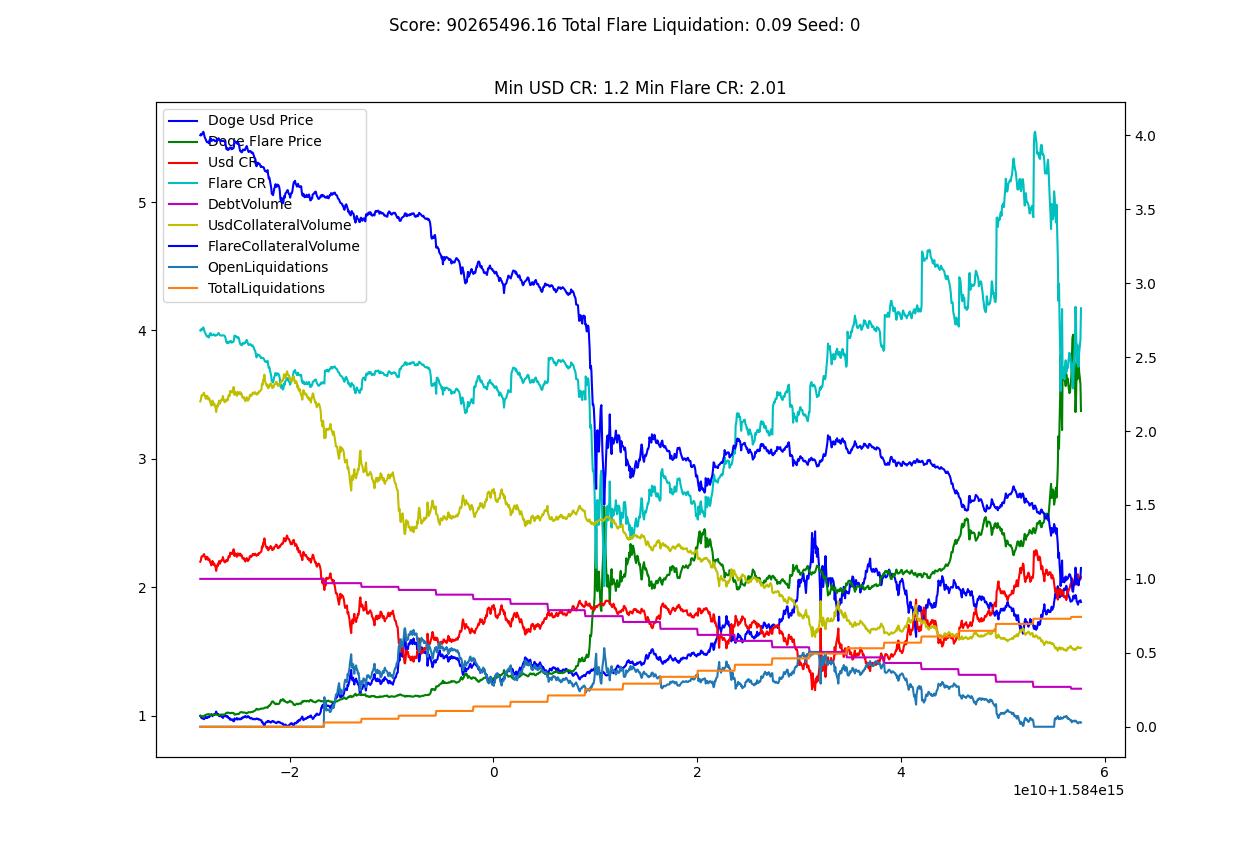 Score: 90265496.16 Total Flare Liquidation: 0.09 Seed: 0
Min USD CR: 1.2 Min Flare CR: 2.01
Doge Usd Price
Doge Flare Price
Usd CR
Flare CR
DebtVolume
UsdCollateralVolume
FlareCollateralVolume
OpenLiquidations
TotalLiquidations
5
4
3
2
1
4.0
3.5
3.0
2.5
2.0
1.5
1.0
0.5
0.0
−2 0 2 4 6
1e10+1.584e15